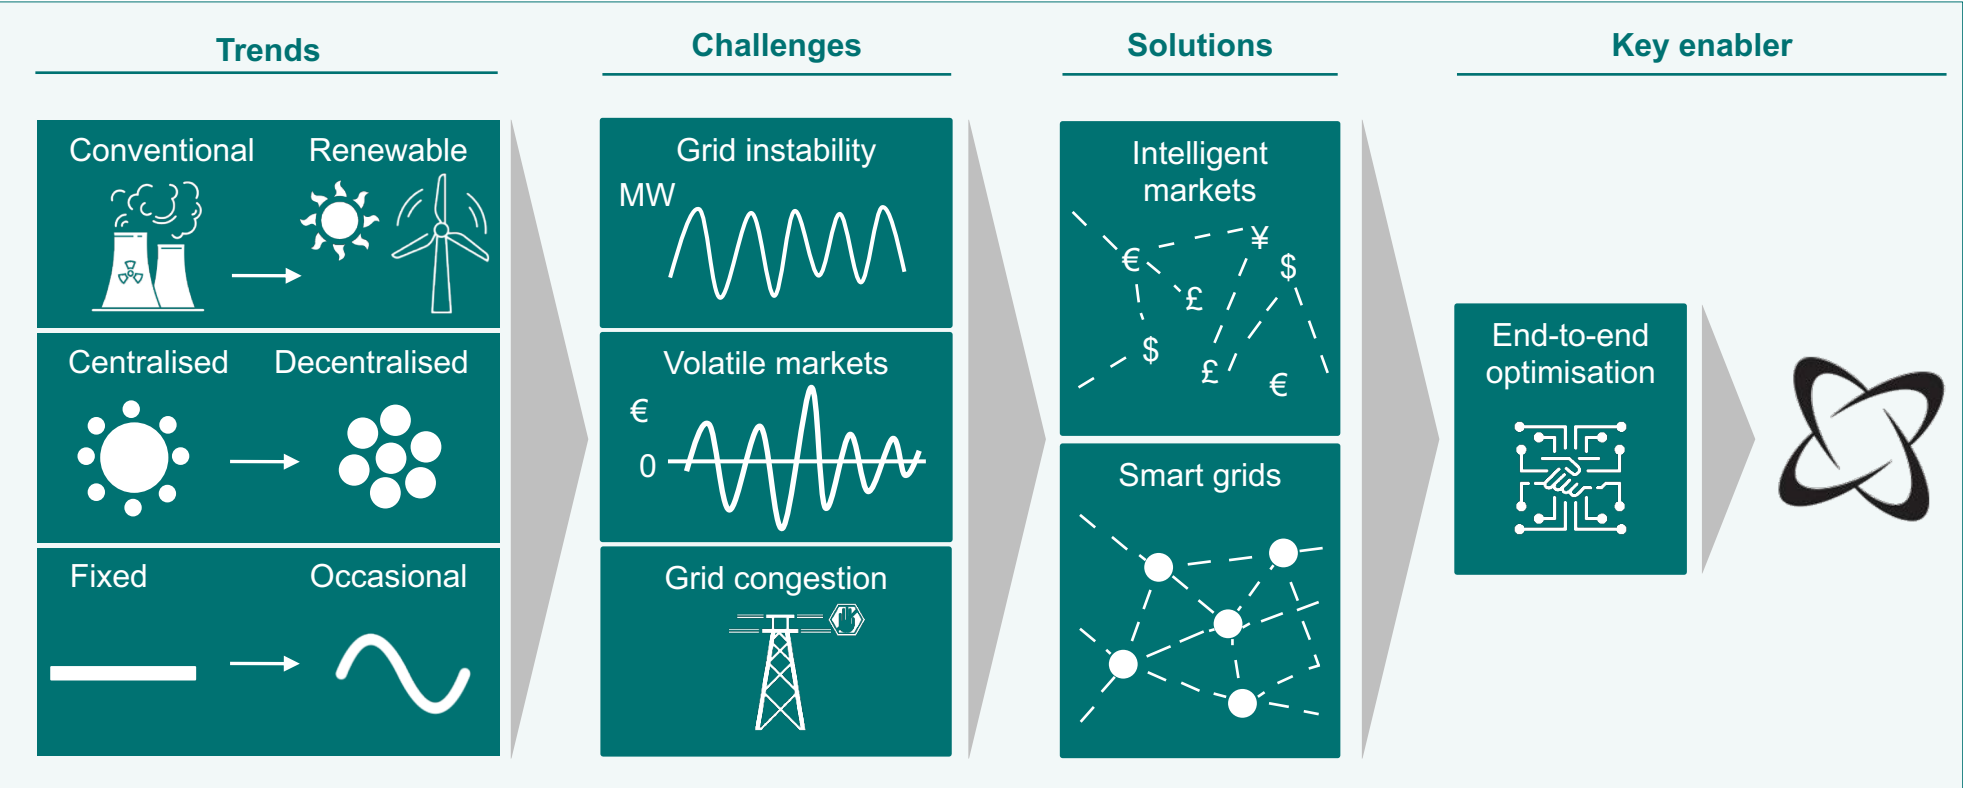 Trends
Challenges
Solutions
Key enabler
Conventional
Renewable
Centralised
Decentralised
Fixed
Occasional
Grid instability
MW
Volatile markets
€
0
Grid congestion
Intelligent
markets
¥
€
$
£
$
£
€
Smart grids
End-to-end
optimisation